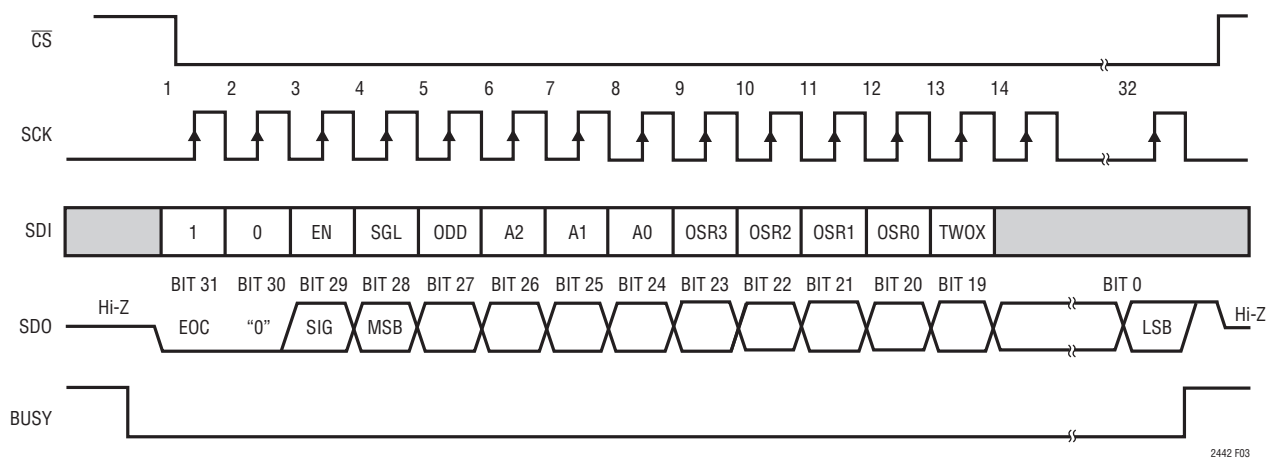 CS
1 2 3 4 5 6 7 8 9 10 11 12 13 14 32
SCK
SDI 1 0 EN SGL ODD A2 A1 A0 OSR3 OSR2 OSR1 OSR0 TWOX
BIT 31 BIT 30 BIT 29 BIT 28 BIT 27 BIT 26 BIT 25 BIT 24 BIT 23 BIT 22 BIT 21 BIT 20 BIT 19 BIT 0
Hi-Z Hi-Z
SDO EOC “0” SIG MSB LSB
BUSY
2442 F03